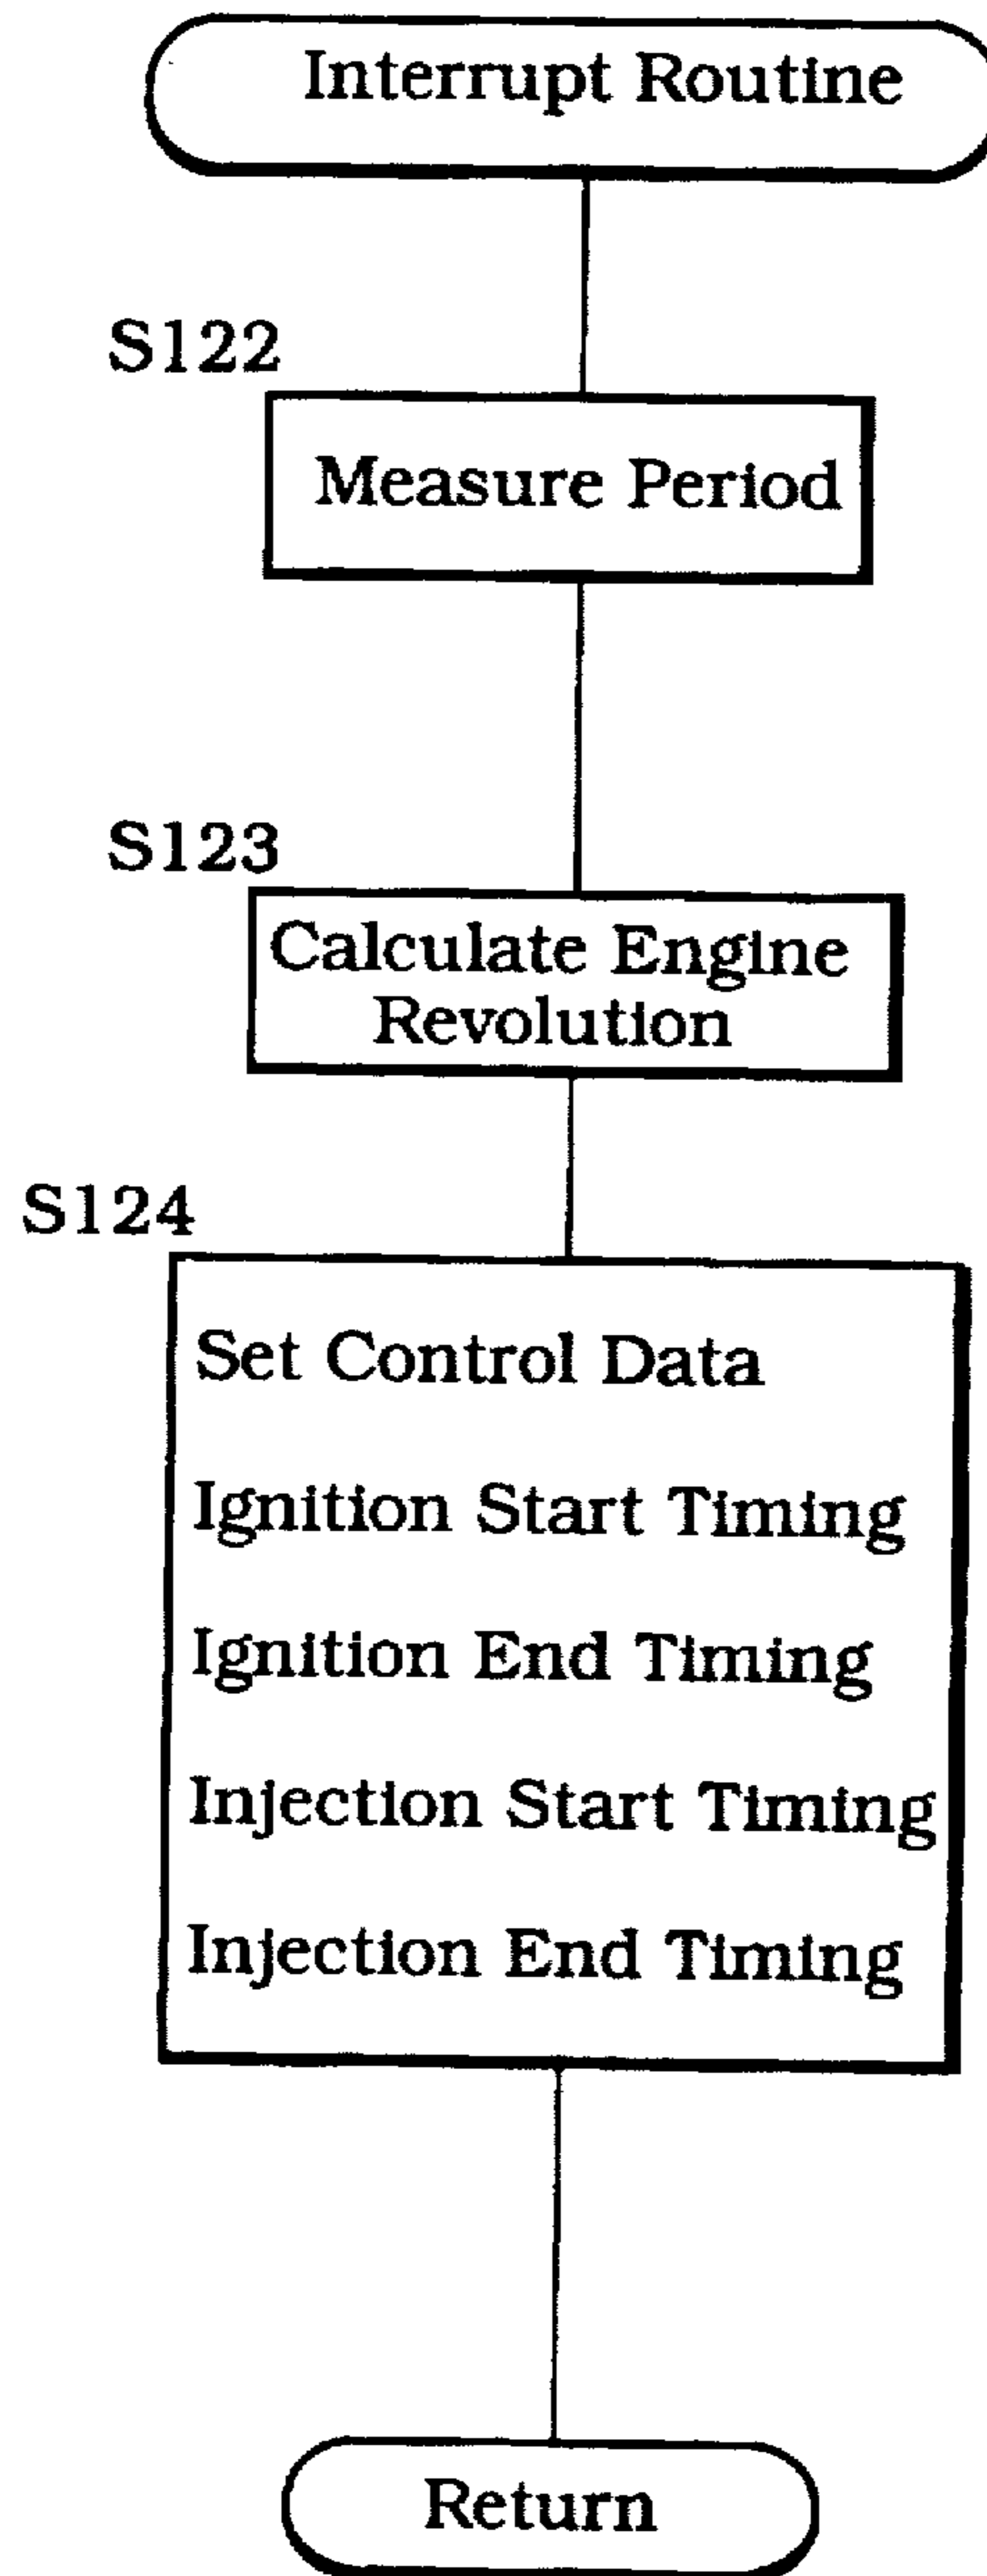 Interrupt Routine
S122
Measure Period
S123
Calculate Engine
Revolution
S124
Set Control Data
Ignition Start Timing
Ignition End Timing
Injection Start Timing
Injection End Timing
Return